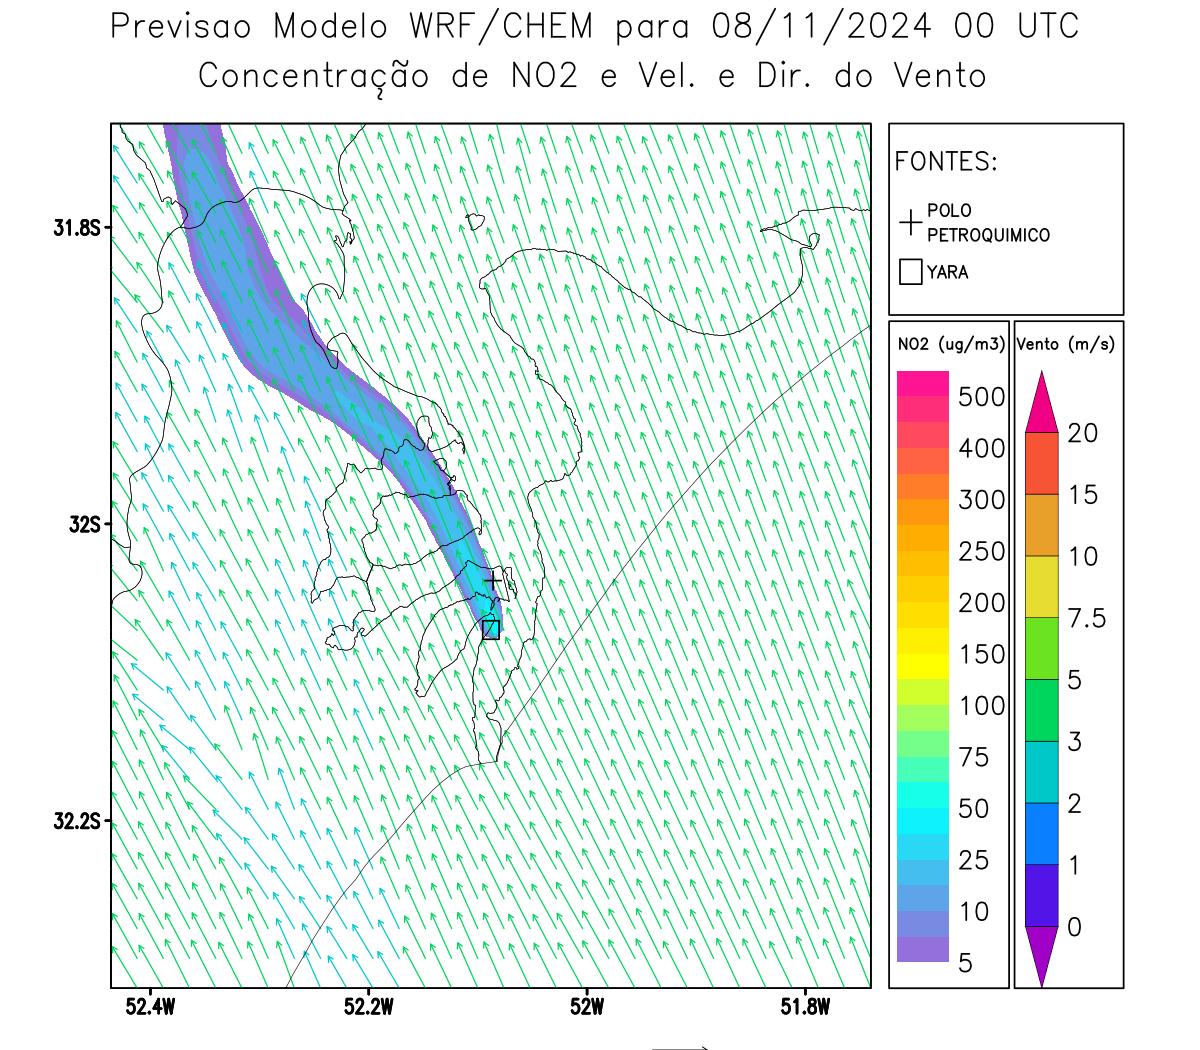 Previsao Modelo WRF/CHEM para 08/11/2024 00 UTC
Concentração de NO2 e Vel. e Dir. do Vento
FONTES:
POLO
PETROQUIMICO
YARA
31.8S
32S
32.2S
52.4W
52.2W
52W
51.8W
NO2 (ug/m3)
500
400
300
250
200
150
100
75
50
25
10
5
Vento (m/s)
20
15
10
7.5
5
3
2
1
0